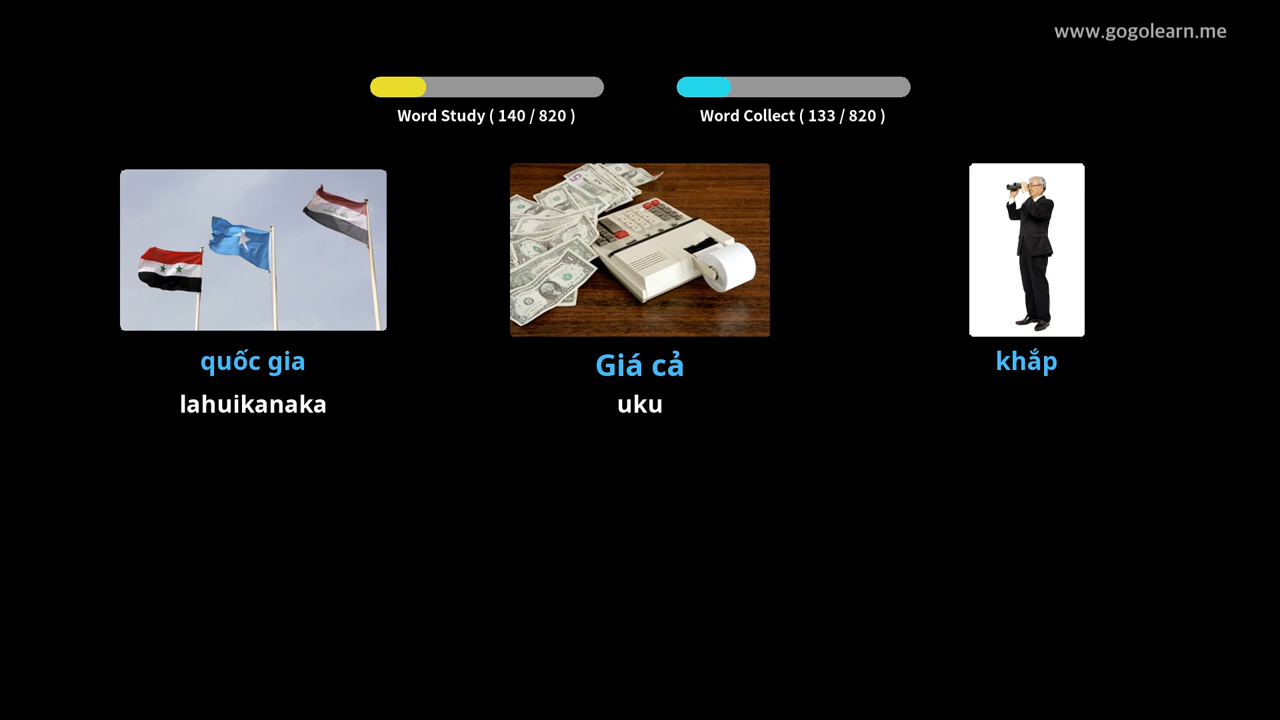 www.gogolearn.me
Word Study ( 140 / 820 )
Word Collect ( 133 / 820 )
quốc gia
lahuikanaka
Giá cả
uku
khắp